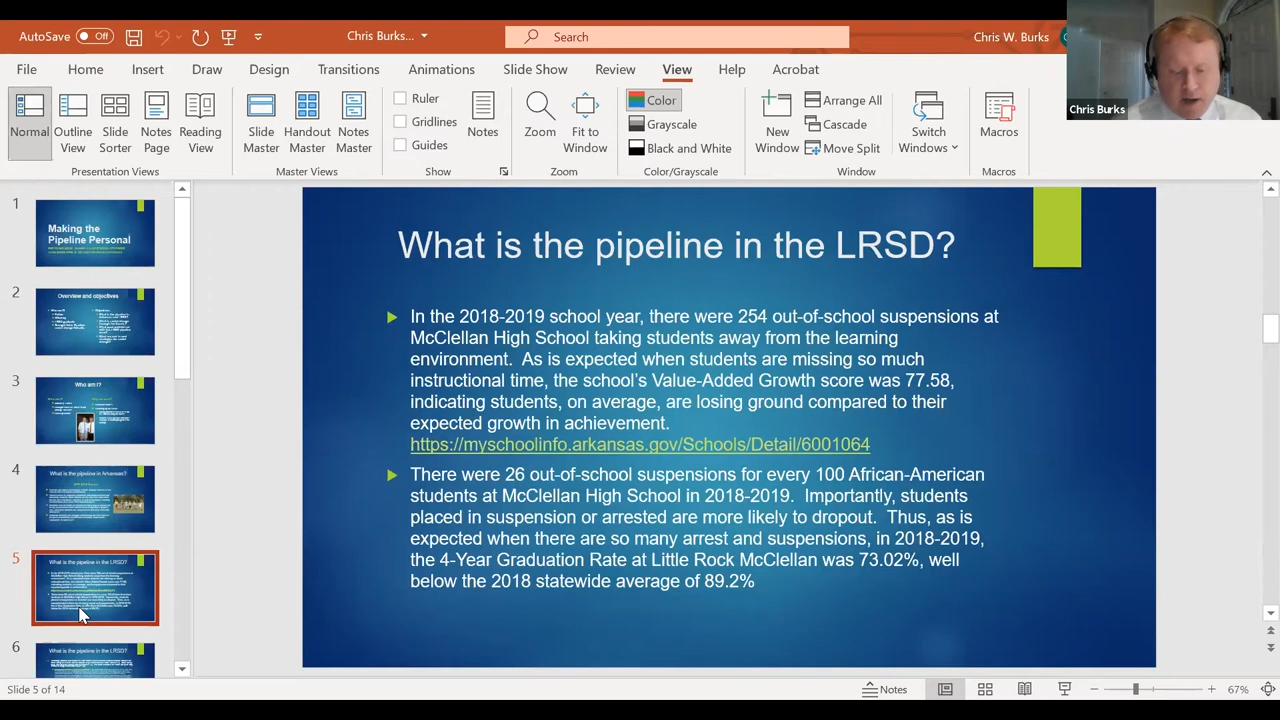 AutoSave Off
Chris Burks...
Search
Chris W. Burks
File Home Insert Draw Design Transitions Animations Slide Show Review View Help Acrobat
Normal
Outline View
Slide Sorter
Notes Page
Reading View
Presentation Views
Slide Master
Handout Master
Notes Master
Master Views
Ruler
Gridlines
Guides
Show
Notes
Zoom
Fit to Window
Zoom
Color
Grayscale
Black and White
Color/Grayscale
New Window
Arrange All
Cascade
Move Split
Window
Switch Windows
Macros
Macros
Chris Burks
1
Making the
Pipeline Personal
2
Overview and objectives
3
Who am I?
4
What is the pipeline in Arkansas?
5
What is the pipeline in the LRSD?
6
What is the pipeline in the LRSD?
What is the pipeline in the LRSD?
In the 2018-2019 school year, there were 254 out-of-school suspensions at
McClellan High School taking students away from the learning
environment. As is expected when students are missing so much
instructional time, the school's Value-Added Growth score was 77.58,
indicating students, on average, are losing ground compared to their
expected growth in achievement.
https://myschoolinfo.arkansas.gov/Schools/Detail/6001064
There were 26 out-of-school suspensions for every 100 African-American
students at McClellan High School in 2018-2019. Importantly, students
placed in suspension or arrested are more likely to dropout. Thus, as is
expected when there are so many arrest and suspensions, in 2018-2019,
the 4-Year Graduation Rate at Little Rock McClellan was 73.02%, well
below the 2018 statewide average of 89.2%
Slide 5 of 14
Notes
67%